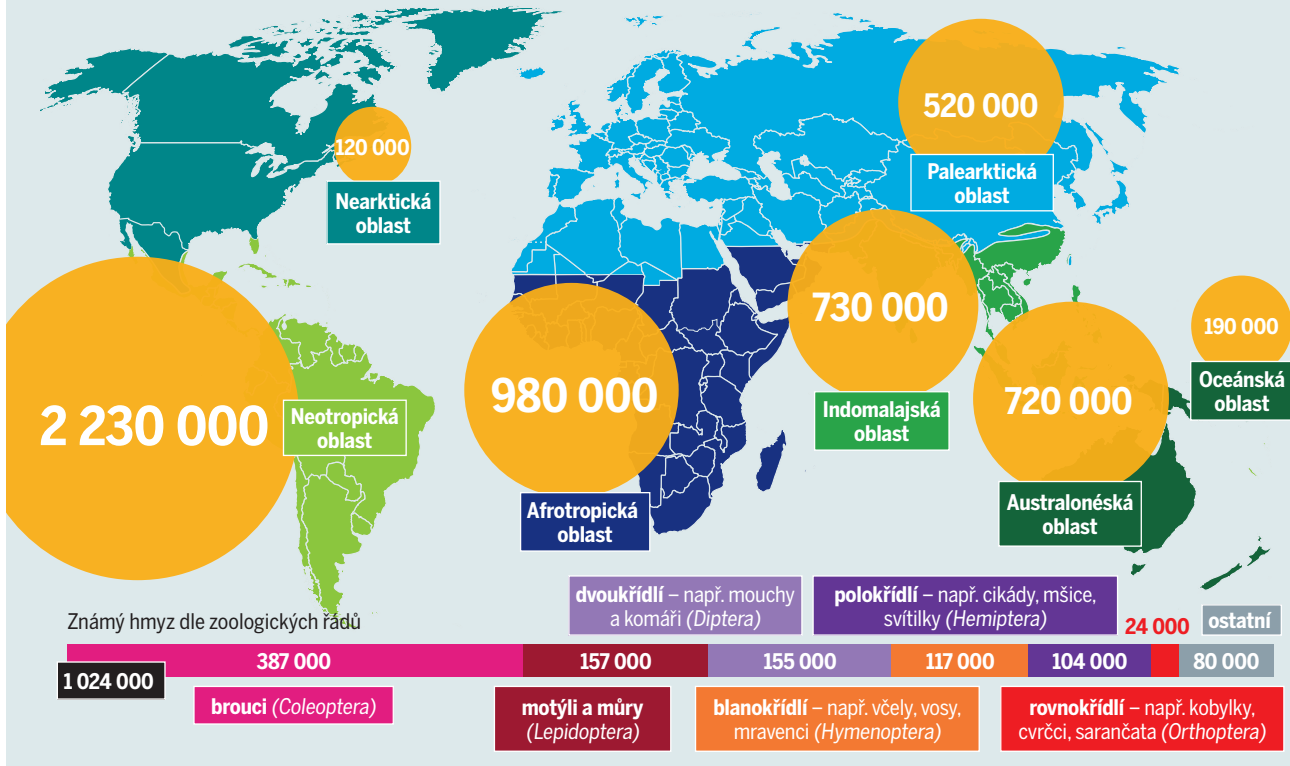 520 000
120 000
Palearktická
oblast
Nearktická
oblast
730 000
190 000
2 230 000
980 000
720 000
Oceánská
oblast
Neotropická
oblast
Indomalajská
oblast
Afrotropická
oblast
Australonéská
oblast
dvoukřídlí – např. mouchy
a komáři (Diptera)
polokřídlí – např. cikády, mšice,
svítilky (Hemiptera)
Známý hmyz dle zoologických řádů
24 000
ostatní
387 000
157 000
155 000
117 000
104 000
80 000
1 024 000
brouci (Coleoptera)
motýli a můry
(Lepidoptera)
blanokřídlí – např. včely, vosy,
mravenci (Hymenoptera)
rovnokřídlí – např. kobylky,
cvrčci, sarančata (Orthoptera)